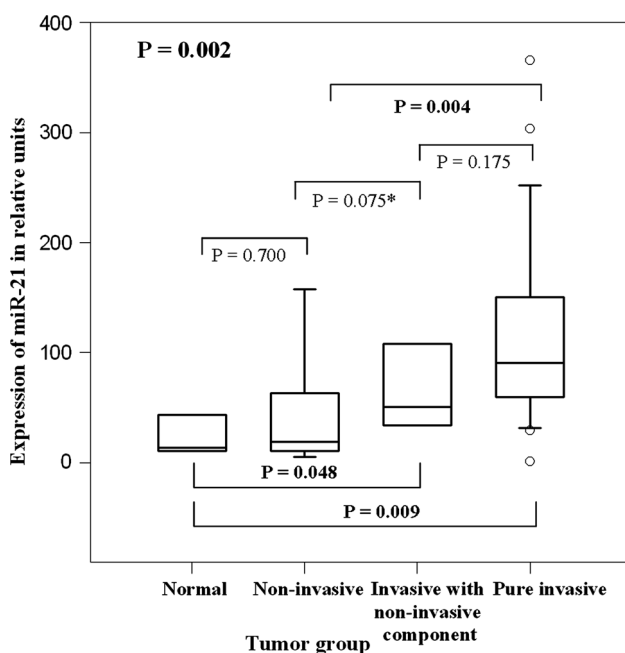 400
300
200
100
0
Expression of miR-21 in relative units
P = 0.002
P = 0.004
P = 0.175
P = 0.075*
P = 0.700
P = 0.048
P = 0.009
Normal
Non-invasive
Invasive with
non-invasive
component
Pure invasive
Tumor group